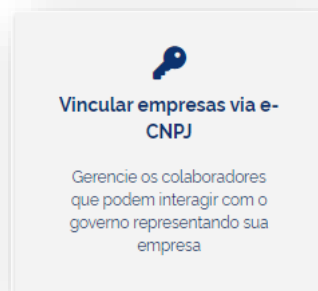 Vincular empresas via e-
CNPJ
Gerencie os colaboradores
que podem interagir com o
governo representando sua
empresa